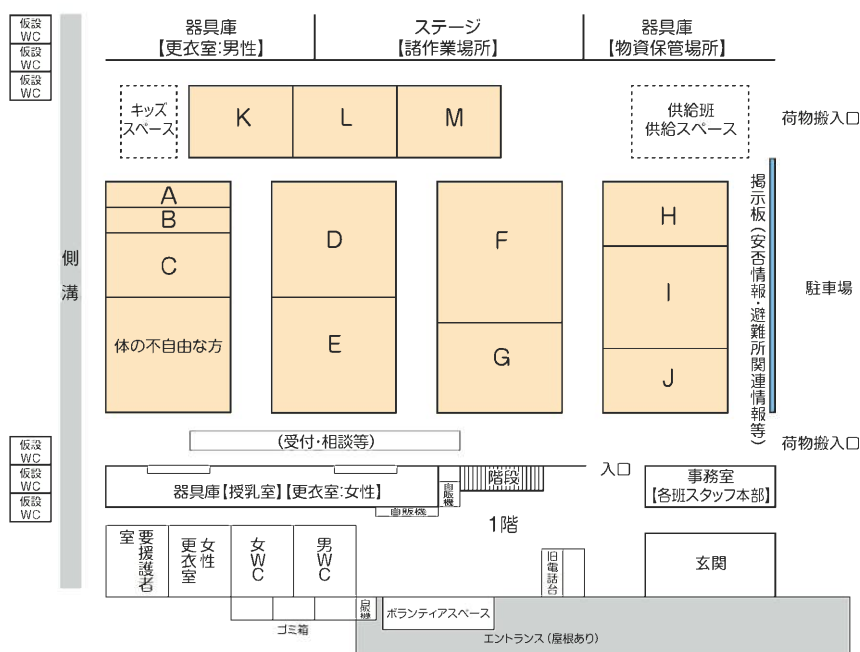 仮設
WC
仮設
WC
仮設
WC
器具庫
【更衣室:男性】
ステージ
【諸作業場所】
器具庫
【物資保管場所】
キッズ
スペース
K
L
M
供給班
供給スペース
荷物搬入口
A
B
C
体の不自由な方
D
E
F
G
H
I
J
側溝
掲示板(安否情報・避難所関連情報等)
駐車場
荷物搬入口
(受付・相談等)
仮設
WC
仮設
WC
仮設
WC
器具庫【授乳室】【更衣室:女性】
自販機
自販機
階段
入口
事務室
【各班スタッフ本部】
1階
要援護者
室
女性
更衣室
女WC
男WC
旧電話台
玄関
ゴミ箱
自販機
ボランティアスペース
エントランス(屋根あり)